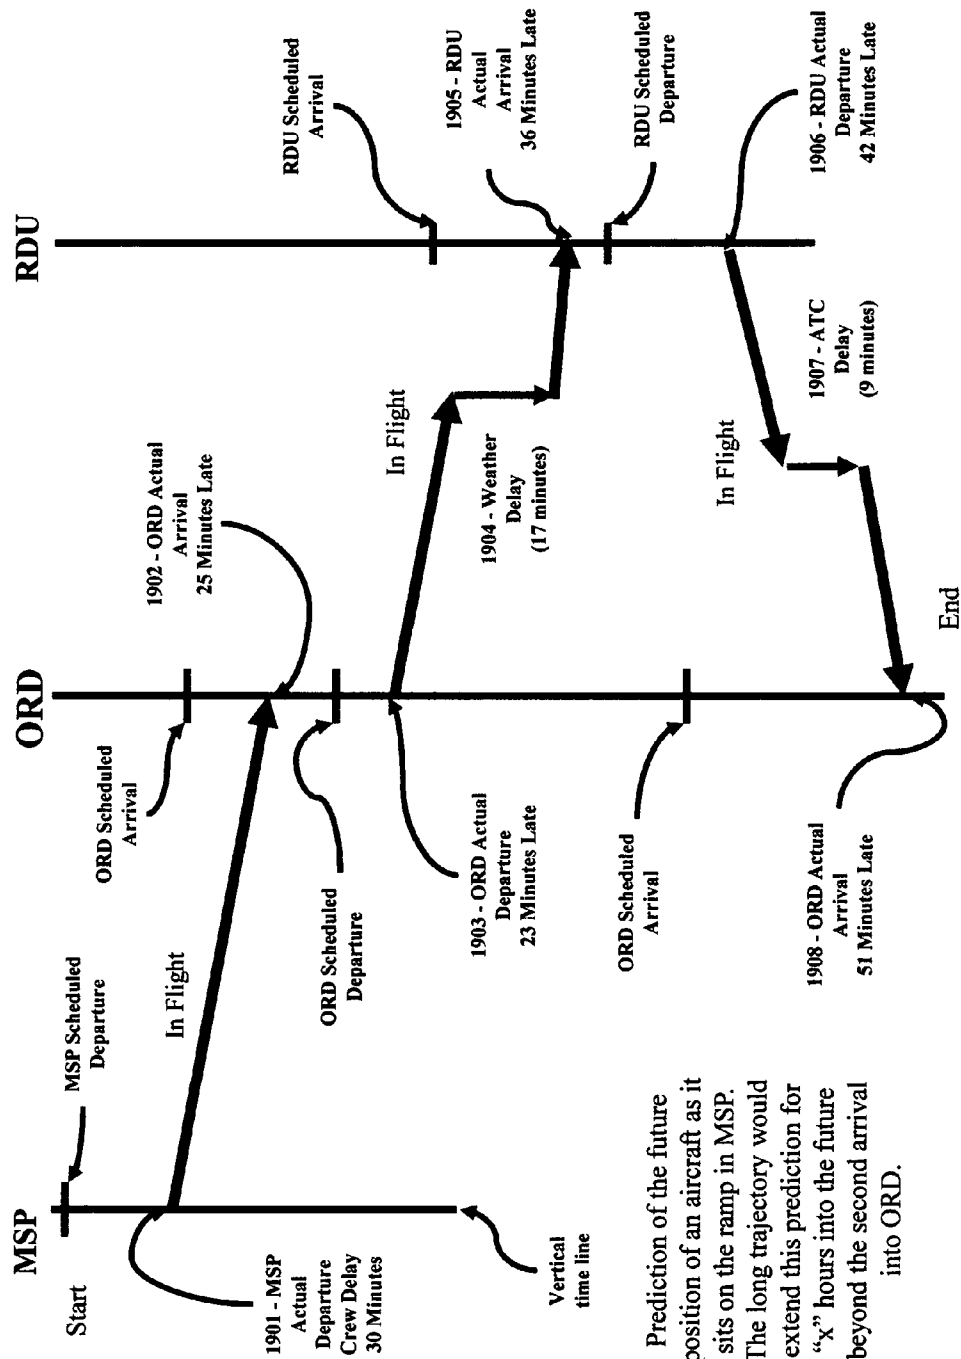 MSP
ORD
RDU
Start
MSP Scheduled
Departure
1901 - MSP
Actual
Departure
Crew Delay
30 Minutes
In Flight
ORD Scheduled
Arrival
1902 - ORD Actual
Arrival
25 Minutes Late
ORD Scheduled
Departure
1903 - ORD Actual
Departure
23 Minutes Late
In Flight
1904 - Weather
Delay
(17 minutes)
RDU Scheduled
Arrival
1905 - RDU
Actual
Arrival
36 Minutes Late
RDU Scheduled
Departure
1906 - RDU Actual
Departure
42 Minutes Late
In Flight
1907 - ATC
Delay
(9 minutes)
ORD Scheduled
Arrival
1908 - ORD Actual
Arrival
51 Minutes Late
End
Vertical
time line
Prediction of the future
position of an aircraft as it
sits on the ramp in MSP.
The long trajectory would
extend this prediction for
"x" hours into the future
beyond the second arrival
into ORD.